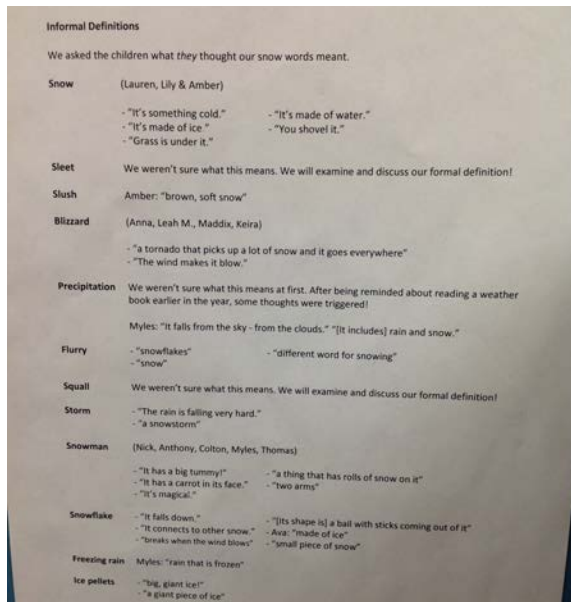 Informal Definitions
We asked the children what they thought our snow words meant.
Snow (Lauren, Lily & Amber)
- "It's something cold." - "It's made of water."
- "It's made of ice." - "You shovel it."
- "Grass is under it."
Sleet We weren't sure what this means. We will examine and discuss our formal definition!
Slush Amber: "brown, soft snow"
Blizzard (Anna, Leah M., Maddix, Keira)
- "a tornado that picks up a lot of snow and it goes everywhere"
- "The wind makes it blow."
Precipitation We weren't sure what this means at first. After being reminded about reading a weather
book earlier in the year, some thoughts were triggered!
Myles: "It falls from the sky - from the clouds." "[It includes] rain and snow."
Flurry - "snowflakes" - "different word for snowing"
- "snow"
Squall We weren't sure what this means. We will examine and discuss our formal definition!
Storm - "The rain is falling very hard."
- "a snowstorm"
Snowman (Nick, Anthony, Colton, Myles, Thomas)
- "It has a big tummy!" - "a thing that has rolls of snow on it"
- "It has a carrot in its face." - "two arms"
- "It's magical."
Snowflake - "It falls down." - "[Its shape is] a ball with sticks coming out of it"
- "It connects to other snow." - Ava: "made of ice"
- "breaks when the wind blows" - "small piece of snow"
Freezing rain Myles: "rain that is frozen"
Ice pellets - "big, giant ice!"
- "a giant piece of ice"